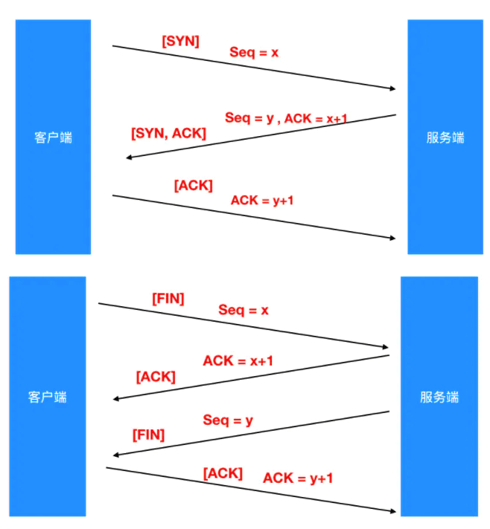 [SYN]
Seq = x
客户端
服务端
Seq = y , ACK = x+1
[SYN, ACK]
[ACK]
ACK = y+1
[FIN]
Seq = x
客户端
服务端
ACK = x+1
[ACK]
Seq = y
[FIN]
[ACK]
ACK = y+1